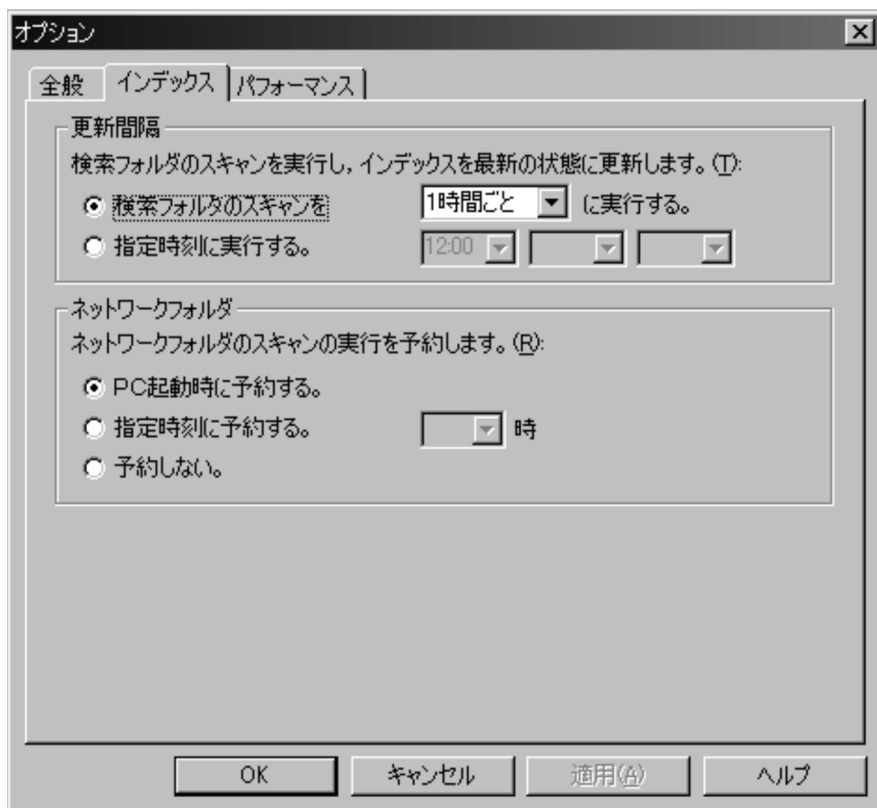 オプション
全般 インデックス パフォーマンス
更新間隔
検索フォルダのスキャンを実行し，インデックスを最新の状態に更新します。(T):
検索フォルダのスキャンを 1時間ごと に実行する。
指定時刻に実行する。 12:00
ネットワークフォルダ
ネットワークフォルダのスキャンの実行を予約します。(R):
PC起動時に予約する。
指定時刻に予約する。 時
予約しない。
OK キャンセル 適用(A) ヘルプ